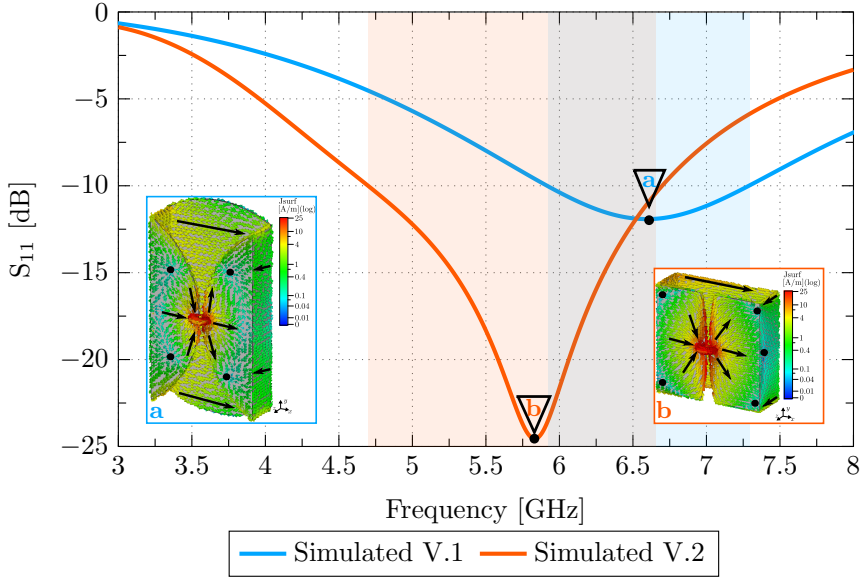 0
−5
−10
−15
−20
−25
S11 [dB]
3
3.5
4
4.5
5
5.5
6
6.5
7
7.5
8
Frequency [GHz]
a
b
Jsurf
[A/m](log)
25
4
1
0.4
0.1
0.04
0.01
0
y
z
x
a
Jsurf
[A/m](log)
25
4
1
0.4
0.1
0.04
0.01
0
y
z
x
b
Simulated V.1
Simulated V.2